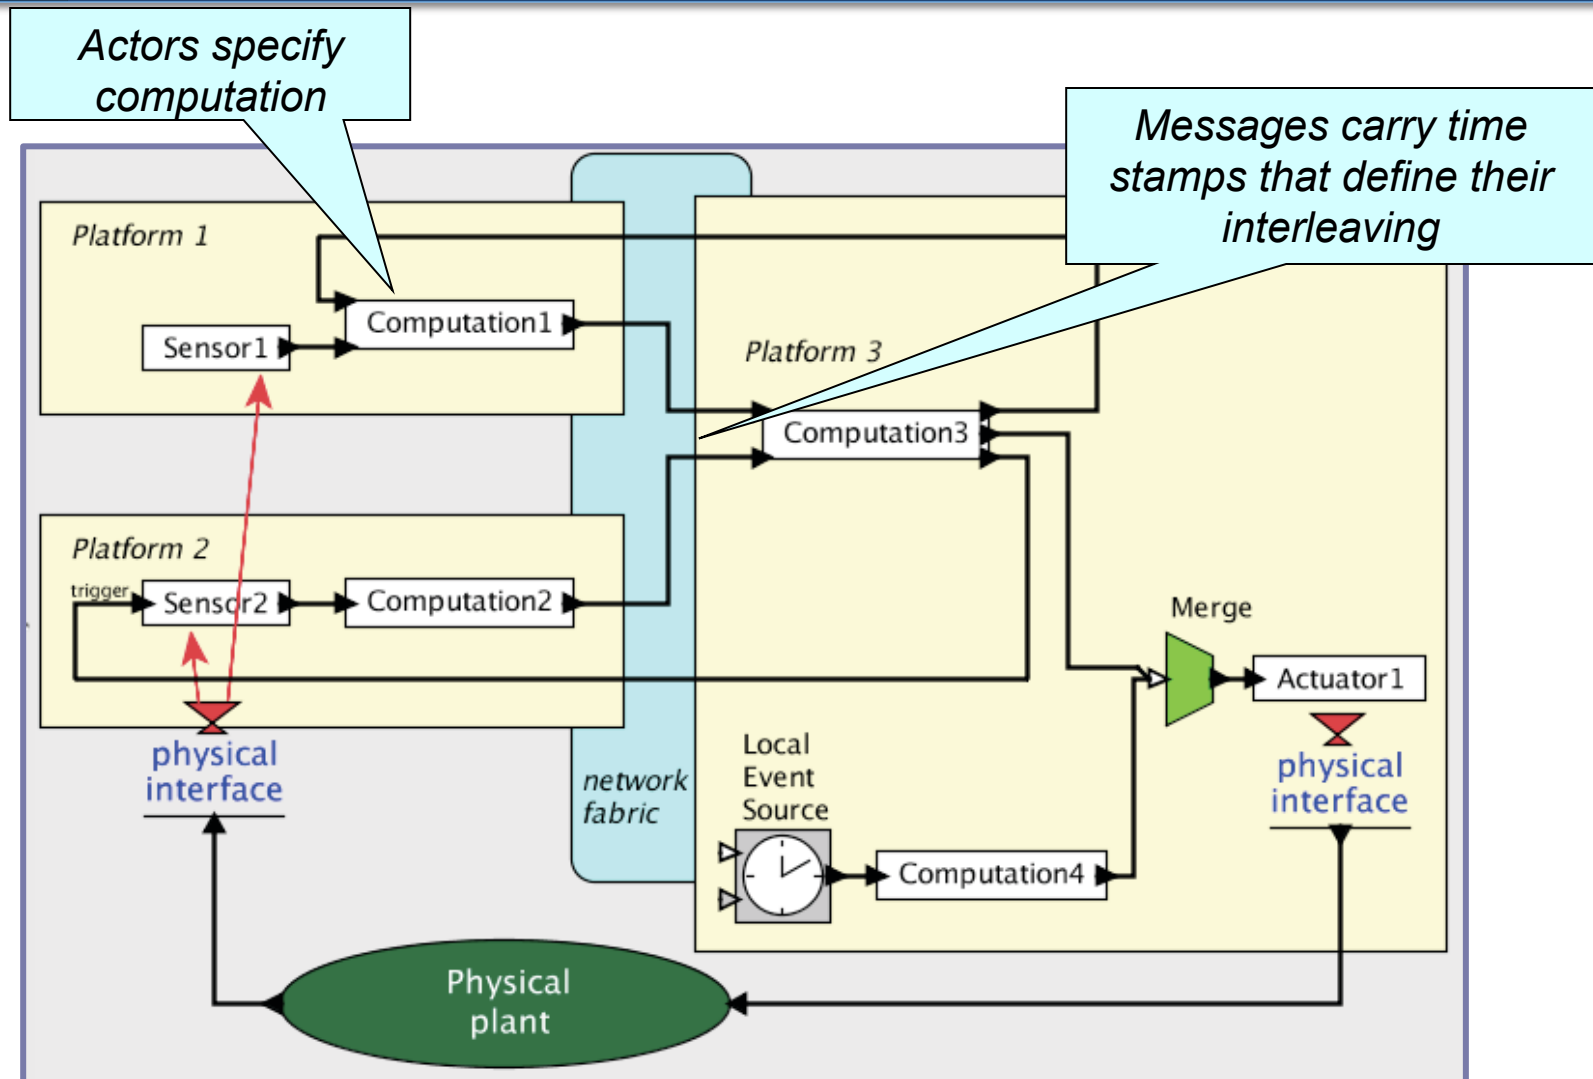 Actors specify
computation
Messages carry time
stamps that define their
interleaving
Platform 1
Computation1
Sensor1
Platform 3
Computation3
Platform 2
trigger
Sensor2
Computation2
Merge
Actuator1
physical
interface
network
fabric
Local
Event
Source
physical
interface
Computation4
Physical
plant